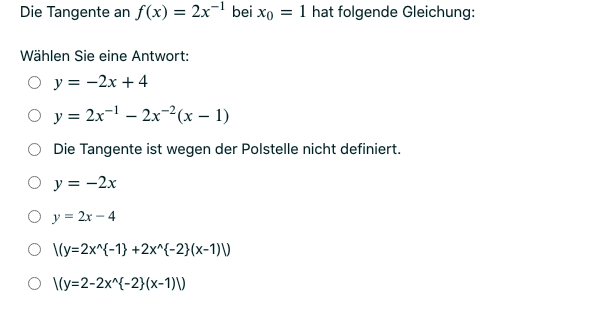 Die Tangente an f(x) = 2x⁻¹ bei x₀ = 1 hat folgende Gleichung:
Wählen Sie eine Antwort:
y = −2x + 4
y = 2x⁻¹ − 2x⁻²(x − 1)
Die Tangente ist wegen der Polstelle nicht definiert.
y = −2x
y = 2x − 4
\(y=2x^{-1} +2x^{-2}(x-1)\)
\(y=2-2x^{-2}(x-1)\)